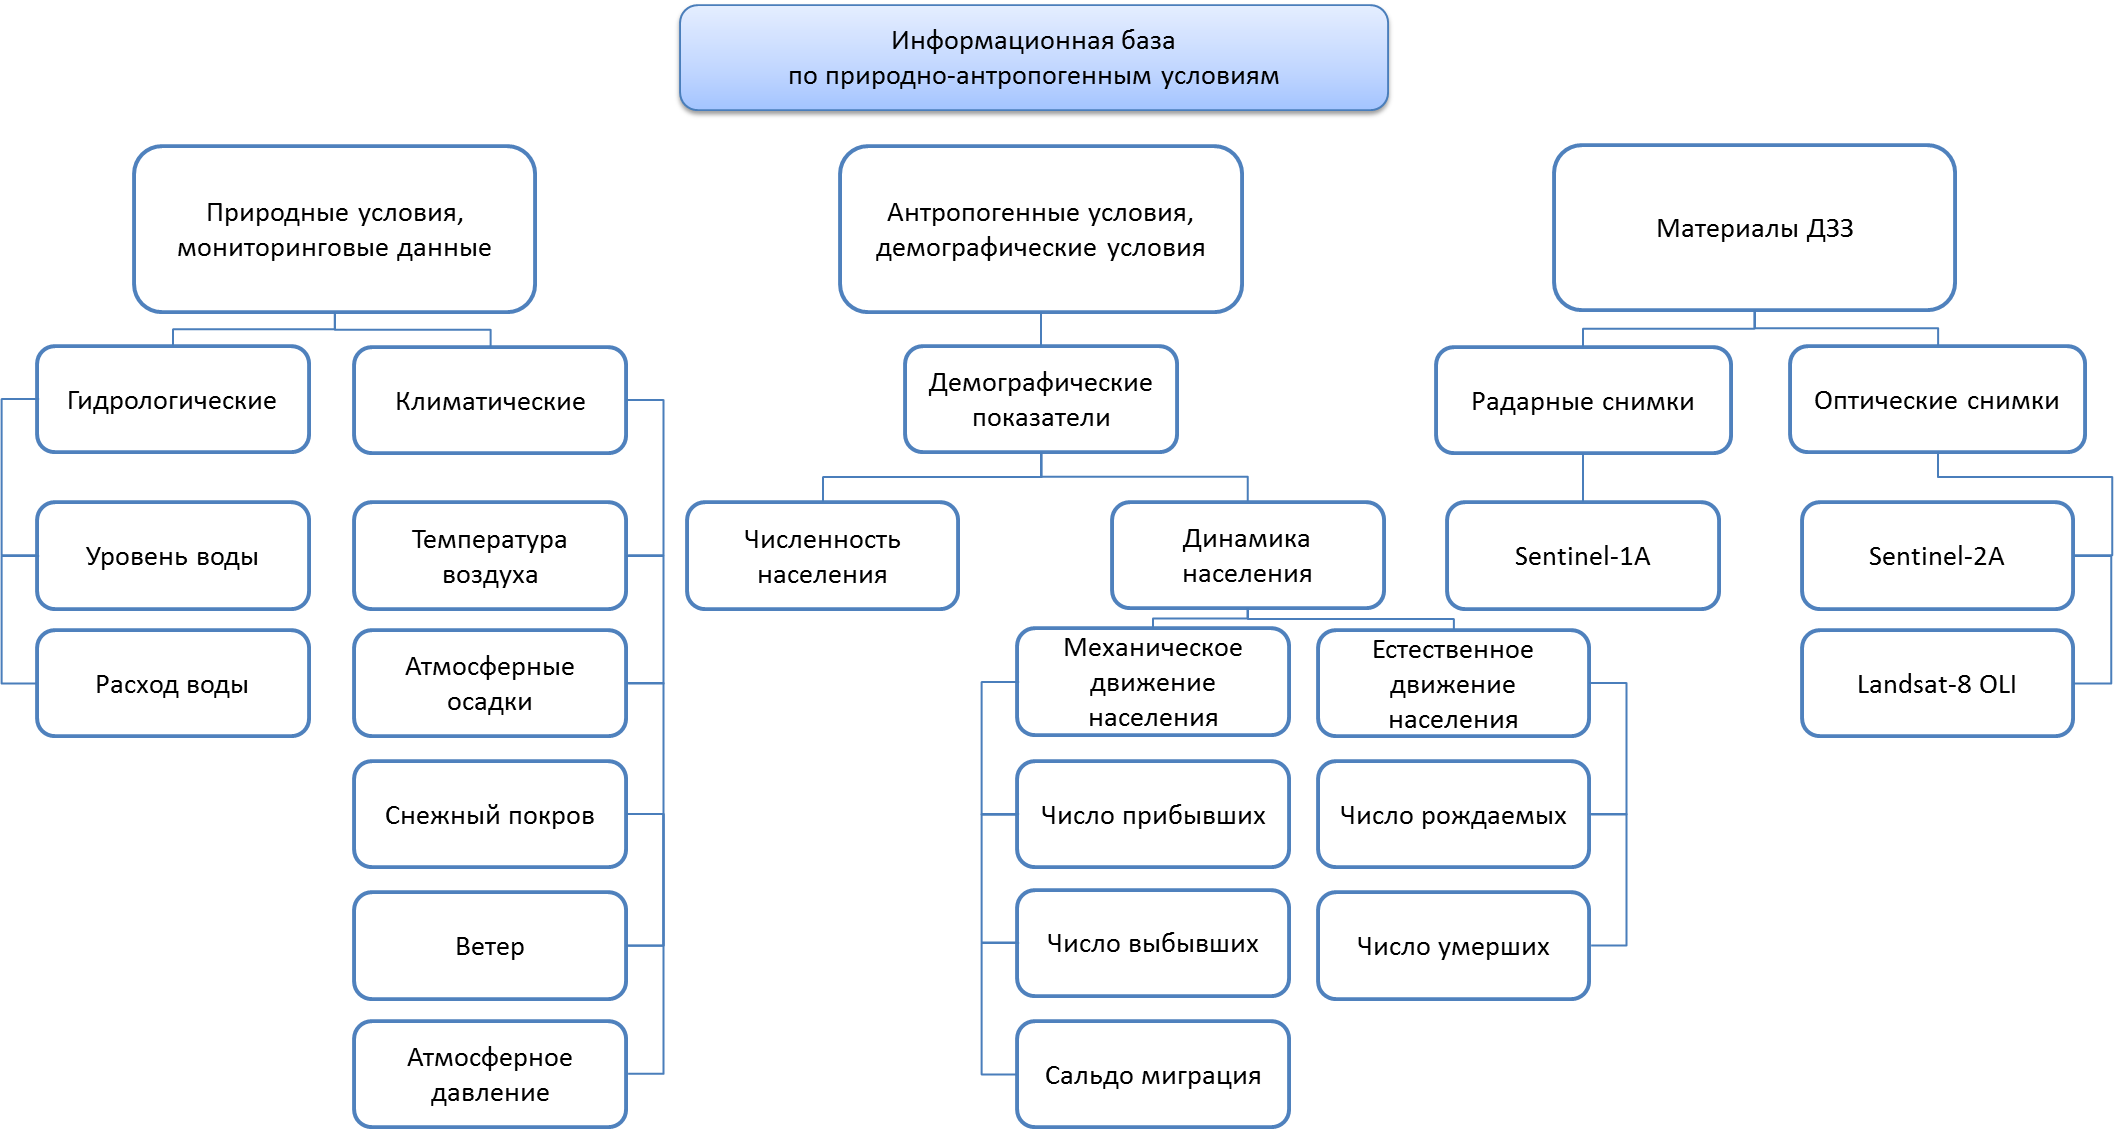 Информационная база
по природно-антропогенным условиям
Природные условия,
мониторинговые данные
Антропогенные условия,
демографические условия
Материалы ДЗЗ
Гидрологические
Климатические
Демографические
показатели
Радарные снимки
Оптические снимки
Уровень воды
Температура
воздуха
Численность
населения
Динамика
населения
Sentinel-1A
Sentinel-2A
Расход воды
Атмосферные
осадки
Механическое
движение
населения
Естественное
движение
населения
Landsat-8 OLI
Снежный покров
Число прибывших
Число рождаемых
Ветер
Число выбывших
Число умерших
Атмосферное
давление
Сальдо миграция